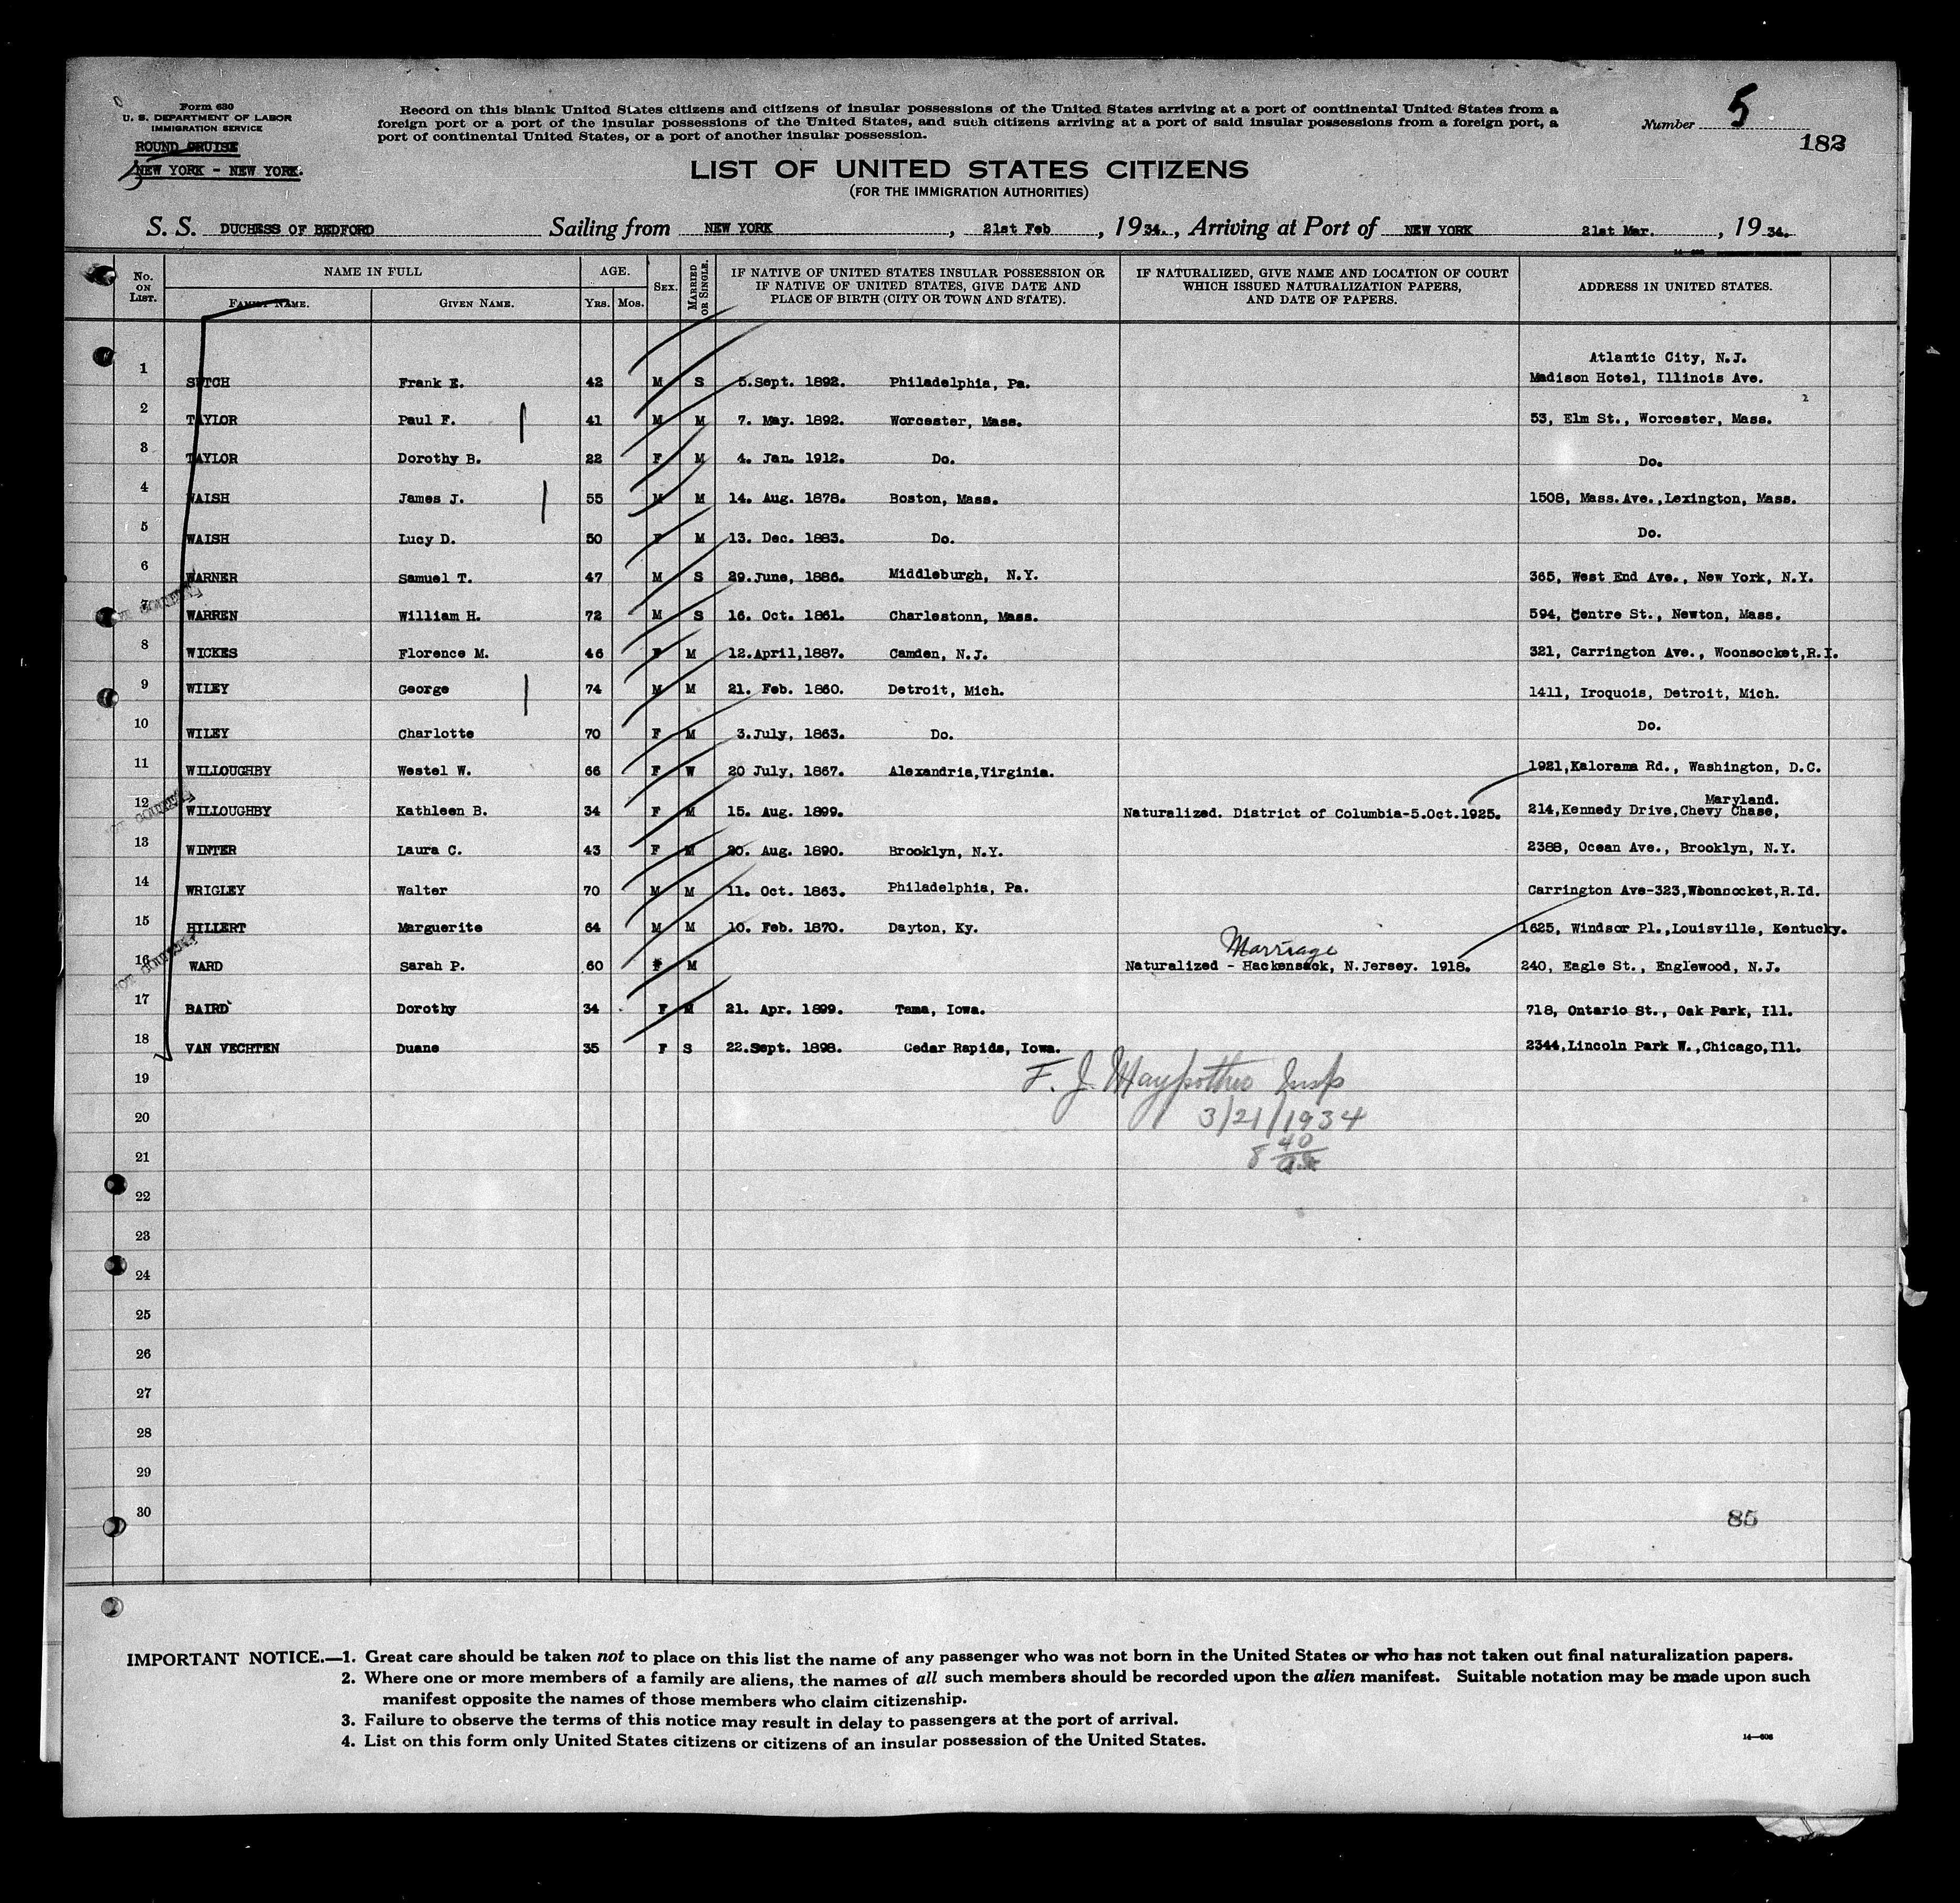 Form 630
U. S. DEPARTMENT OF LABOR
IMMIGRATION SERVICE
ROUND CRUISE
NEW YORK - NEW YORK.
Record on this blank United States citizens and citizens of insular possessions of the United States arriving at a port of continental United States from a
foreign port or a port of the insular possessions of the United States, and such citizens arriving at a port of said insular possessions from a foreign port, a
port of continental United States, or a port of another insular possession.
Number 5
183
LIST OF UNITED STATES CITIZENS
(FOR THE IMMIGRATION AUTHORITIES)
S. S. DUCHESS OF BEDFORD Sailing from NEW YORK, 21st Feb, 1934., Arriving at Port of NEW YORK 21st Mar., 1934.
No. ON LIST. NAME IN FULL AGE. SEX. MARRIED OR SINGLE. IF NATIVE OF UNITED STATES INSULAR POSSESSION OR IF NATIVE OF UNITED STATES, GIVE DATE AND PLACE OF BIRTH (CITY OR TOWN AND STATE). IF NATURALIZED, GIVE NAME AND LOCATION OF COURT WHICH ISSUED NATURALIZATION PAPERS, AND DATE OF PAPERS. ADDRESS IN UNITED STATES.
FAMILY NAME. GIVEN NAME. YRS. MOS.
Atlantic City, N.J.
1 SUTCH Frank E. 42 M S 5.Sept. 1892. Philadelphia, Pa. Madison Hotel, Illinois Ave.
2 TAYLOR Paul F. 41 M M 7. May. 1892. Worcester, Mass. 53, Elm St., Worcester, Mass.
3 TAYLOR Dorothy B. 22 F M 4. Jan. 1912. Do. Do.
4 WAISH James J. 55 M M 14. Aug. 1878. Boston, Mass. 1508, Mass.Ave.,Lexington, Mass.
5 WAISH Lucy D. 50 F M 13. Dec. 1883. Do. Do.
6 WARNER Samuel T. 47 M S 29.June, 1886. Middleburgh, N.Y. 365, West End Ave., New York, N.Y.
7 WARREN William H. 72 M S 16. Oct. 1861. Charlestonn, Mass. 594, Centre St., Newton, Mass.
8 WICKES Florence M. 46 F M 12.April,1887. Camden, N.J. 321, Carrington Ave., Woonsocket,R.I.
9 WILEY George 74 M M 21. Feb. 1860. Detroit, Mich. 1411, Iroquois, Detroit, Mich.
10 WILEY Charlotte 70 F M 3.July, 1863. Do. Do.
11 WILLOUGHBY Westel W. 66 F W 20 July, 1867. Alexandria,Virginia. 1921,Kalorama Rd., Washington, D.C.
Maryland.
12 WILLOUGHBY Kathleen B. 34 F M 15. Aug. 1899. Naturalized. District of Columbia-5.Oct.1925. 214,Kennedy Drive,Chevy Chase,
13 WINTER Laura C. 43 F M 20. Aug. 1890. Brooklyn, N.Y. 2388, Ocean Ave., Brooklyn, N.Y.
14 WRIGLEY Walter 70 M M 11. Oct. 1863. Philadelphia, Pa. Carrington Ave-323,Woonsocket,R.Id.
15 HILLERT Marguerite 64 M M 10. Feb. 1870. Dayton, Ky. 1625, Windsor Pl.,Louisville, Kentucky.
Marriage
16 WARD Sarah P. 60 F M Naturalized - Hackensack, N.Jersey. 1918. 240, Eagle St., Englewood, N.J.
17 BAIRD Dorothy 34 F M 21. Apr. 1899. Tama, Iowa. 718, Ontario St., Oak Park, Ill.
18 VAN VECHTEN Duane 35 F S 22.Sept. 1898. Cedar Rapids, Iowa. 2344,Lincoln Park W.,Chicago,Ill.
F. J. Insp
19
3/21/1934
20
8 40
21
22
23
24
25
26
27
28
29
30
85
IMPORTANT NOTICE.—1. Great care should be taken not to place on this list the name of any passenger who was not born in the United States or who has not taken out final naturalization papers.
2. Where one or more members of a family are aliens, the names of all such members should be recorded upon the alien manifest. Suitable notation may be made upon such
manifest opposite the names of those members who claim citizenship.
3. Failure to observe the terms of this notice may result in delay to passengers at the port of arrival.
4. List on this form only United States citizens or citizens of an insular possession of the United States.